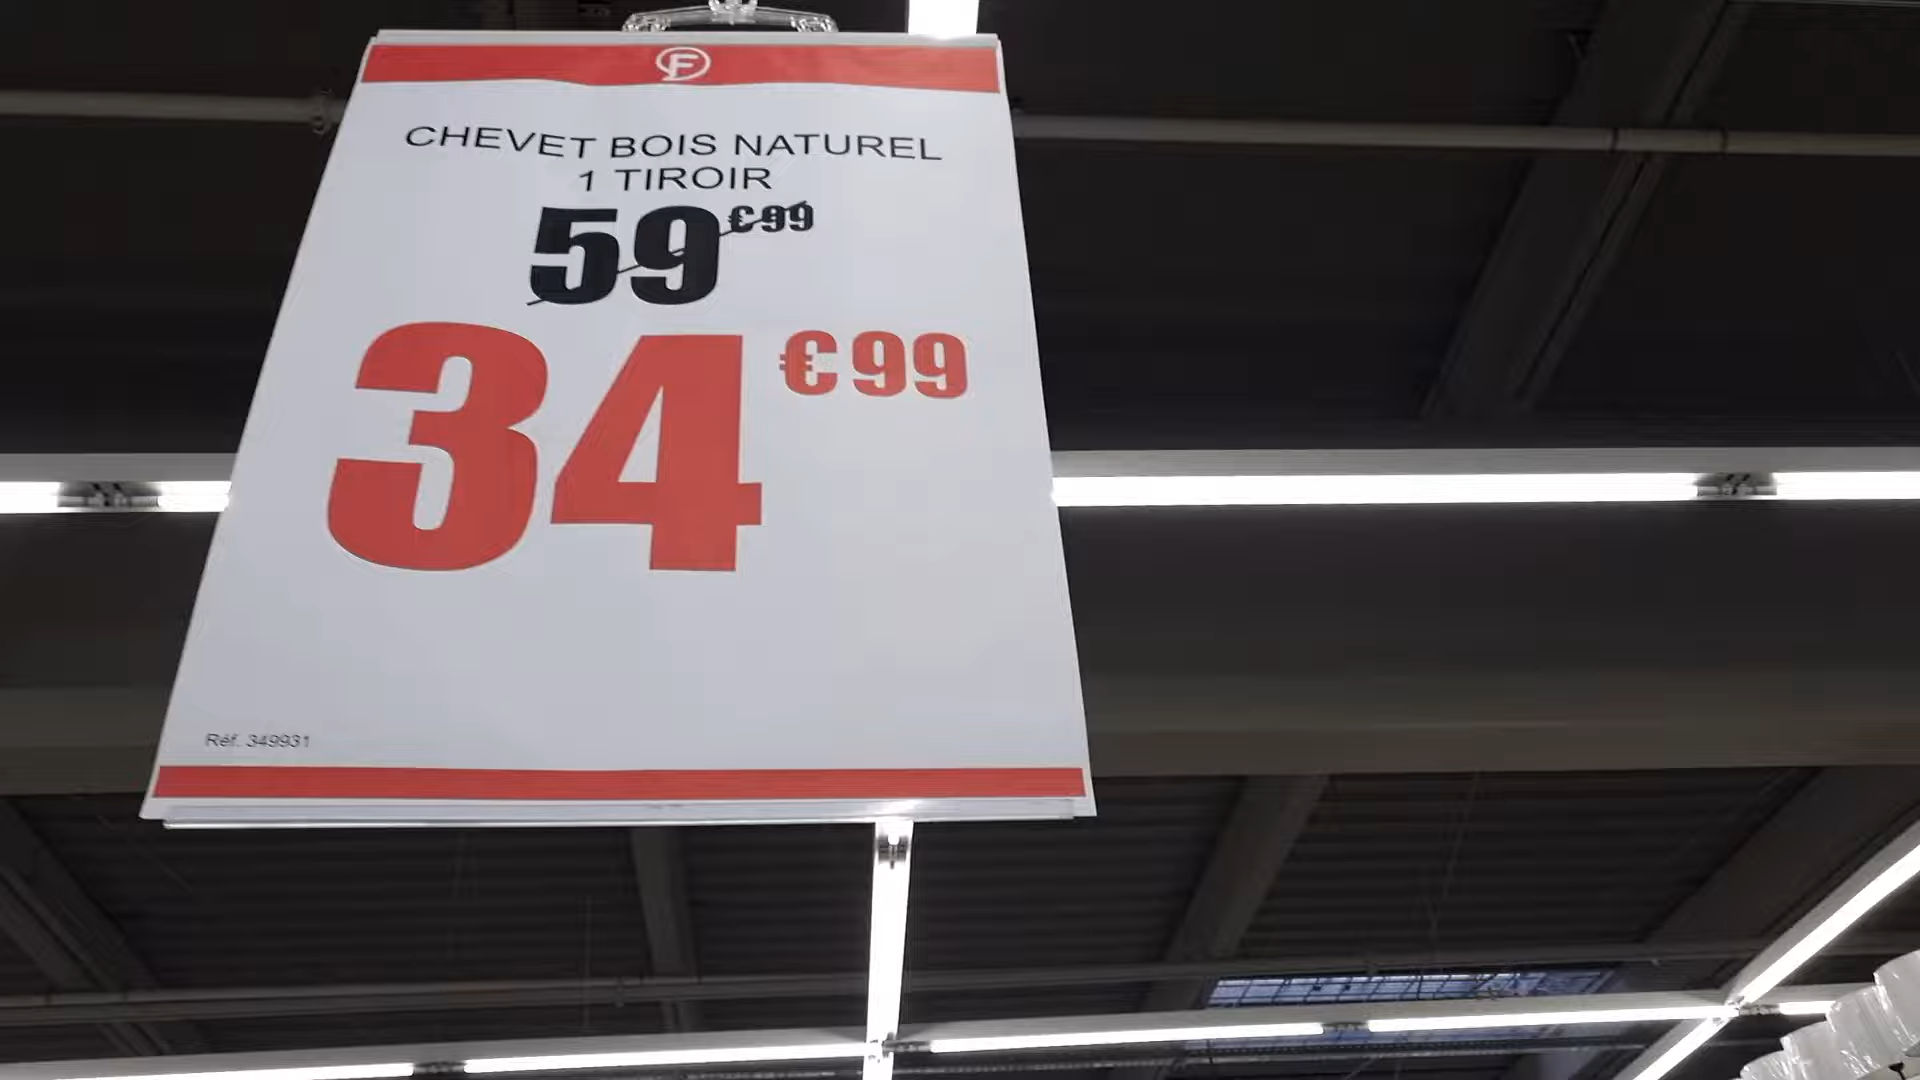 F
CHEVET BOIS NATUREL
1 TIROIR
59€99
34€99
Réf. 349931